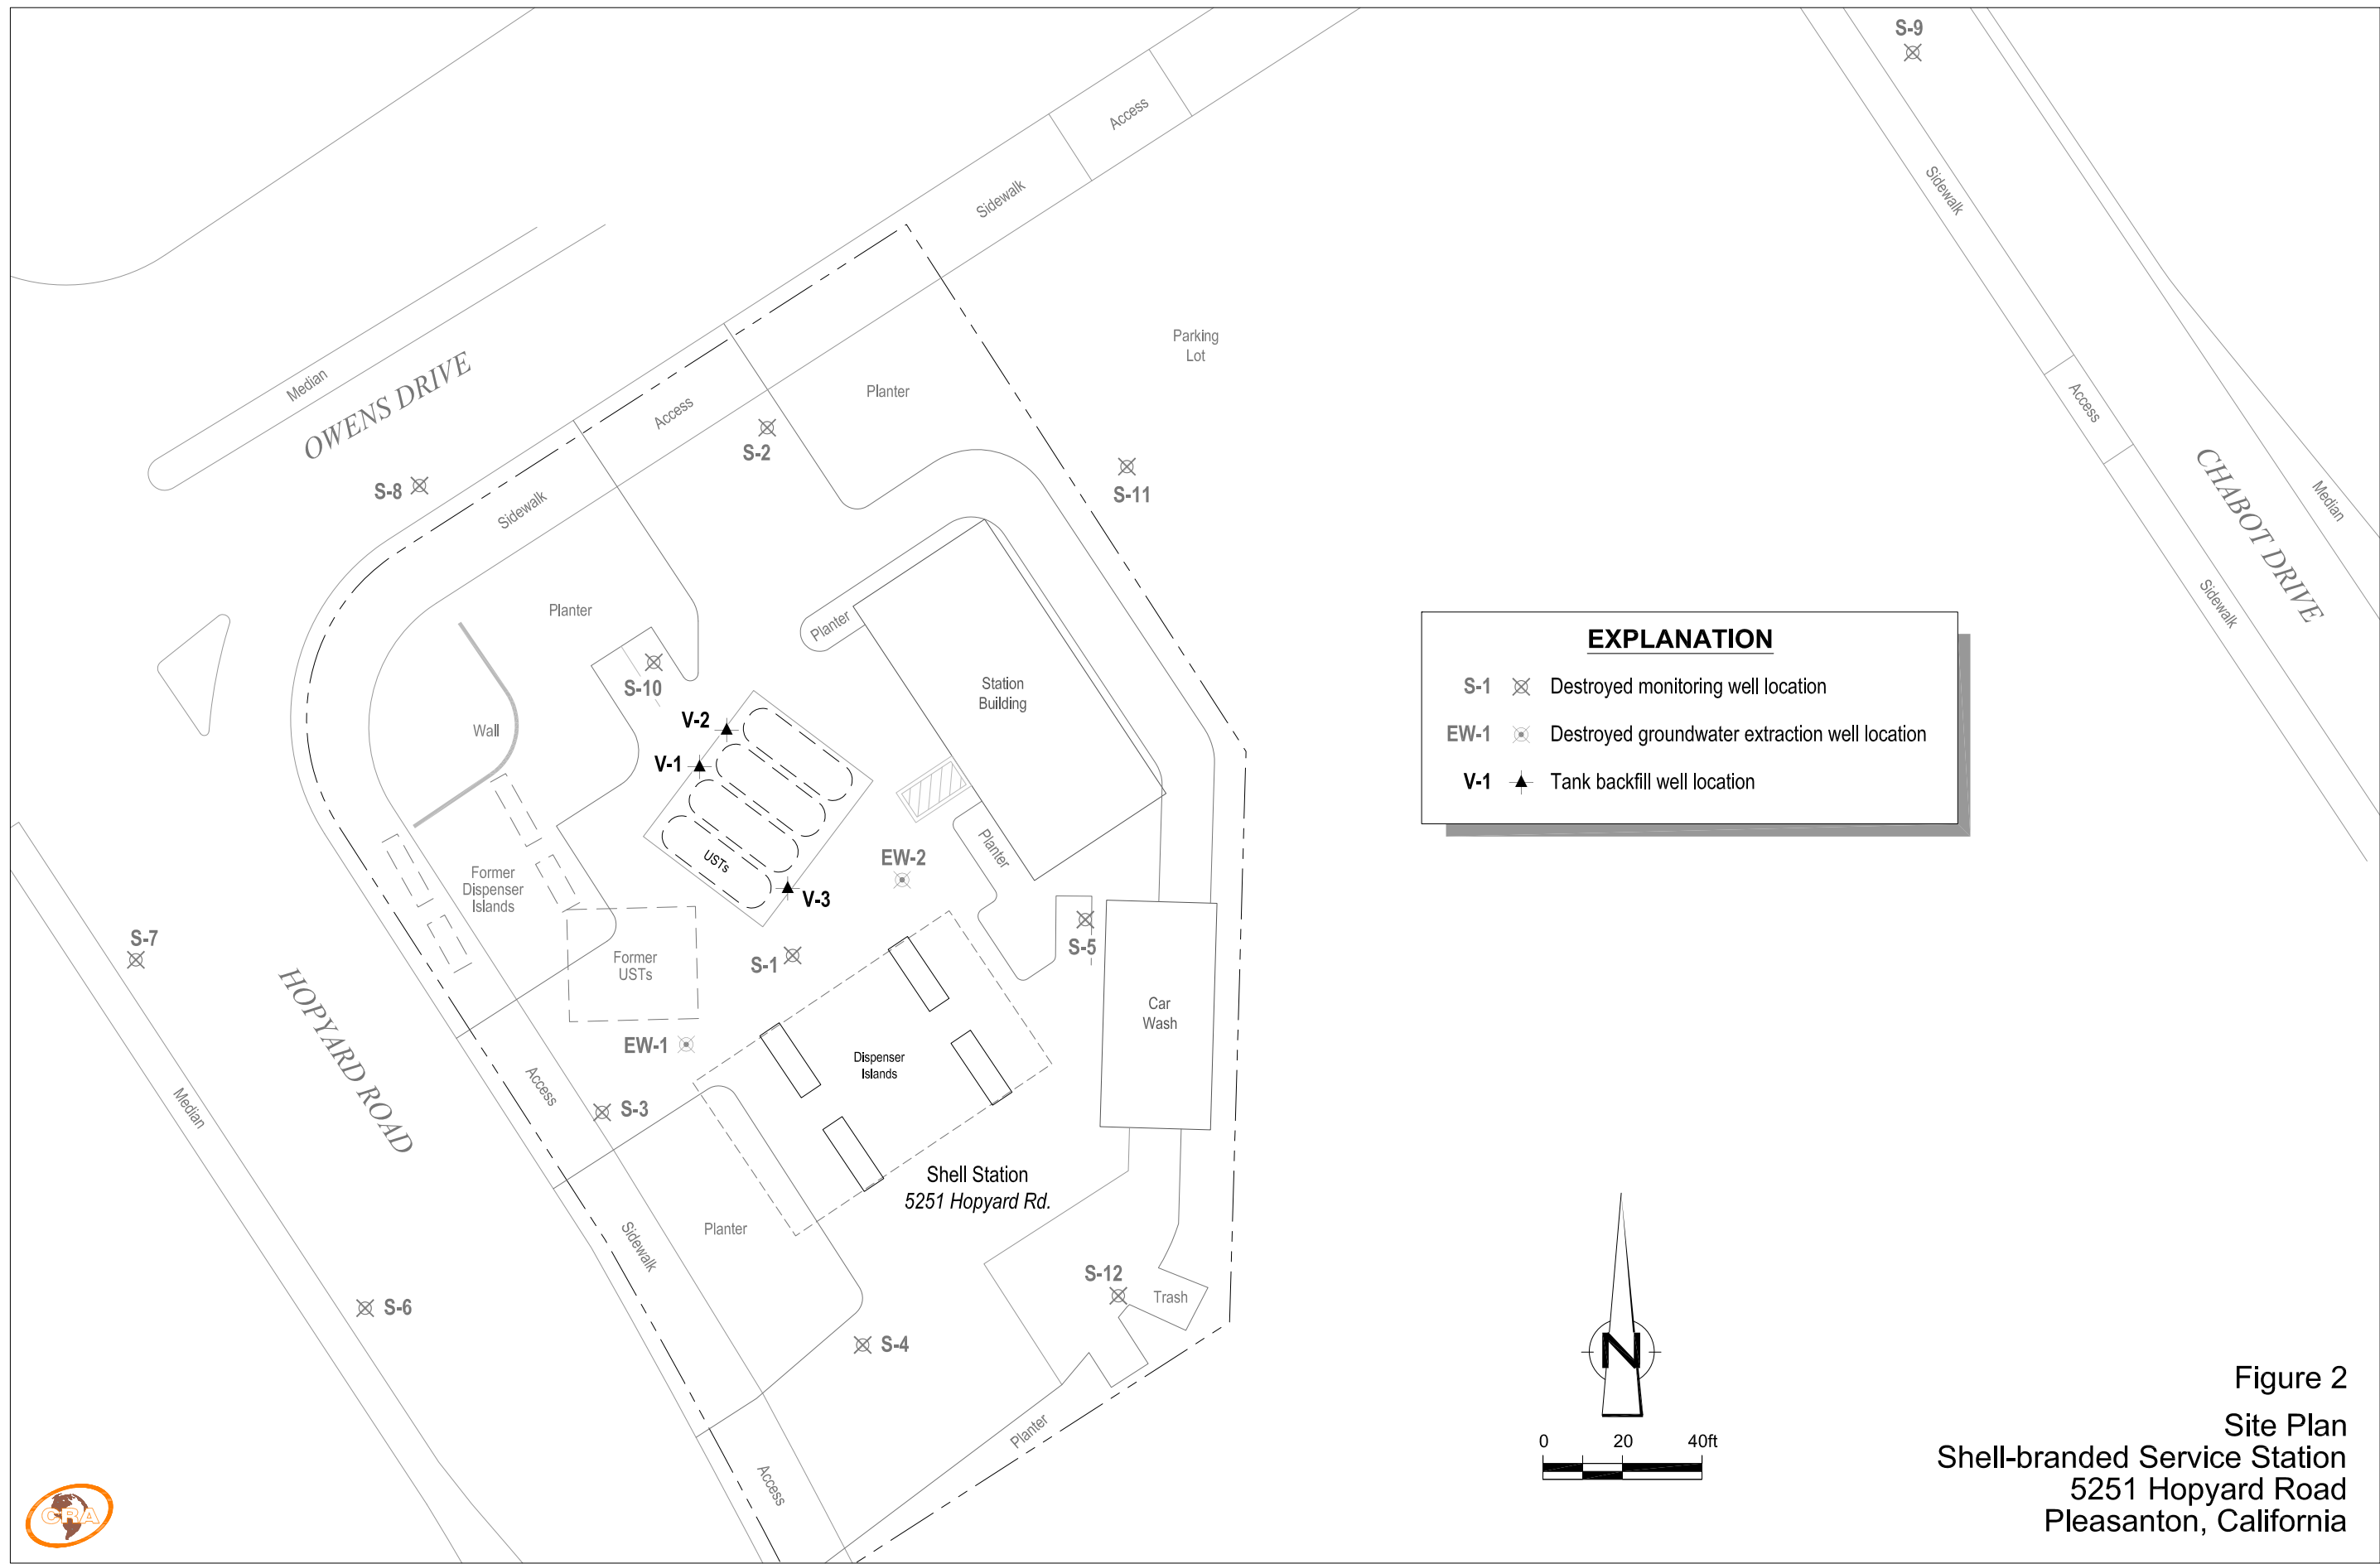 S-9
Access
Sidewalk
Sidewalk
Parking
Lot
Median
OWENS DRIVE
Access
Planter
Access
S-2
S-8
Sidewalk
S-11
CHABOT DRIVE
Median
Sidewalk
Planter
Planter
S-10
Station
Building
V-2
Wall
V-1
USTs
EW-2
Planter
V-3
Former
Dispenser
Islands
S-7
S-5
S-1
Former
USTs
HOPYARD ROAD
Car
Wash
EW-1
Dispenser
Islands
Access
S-3
Median
Shell Station
5251 Hopyard Rd.
Planter
Sidewalk
S-12
Trash
S-6
S-4
Planter
Access
EXPLANATION
S-1 Destroyed monitoring well location
EW-1 Destroyed groundwater extraction well location
V-1 Tank backfill well location
N
0 20 40ft
CRA
Figure 2
Site Plan
Shell-branded Service Station
5251 Hopyard Road
Pleasanton, California